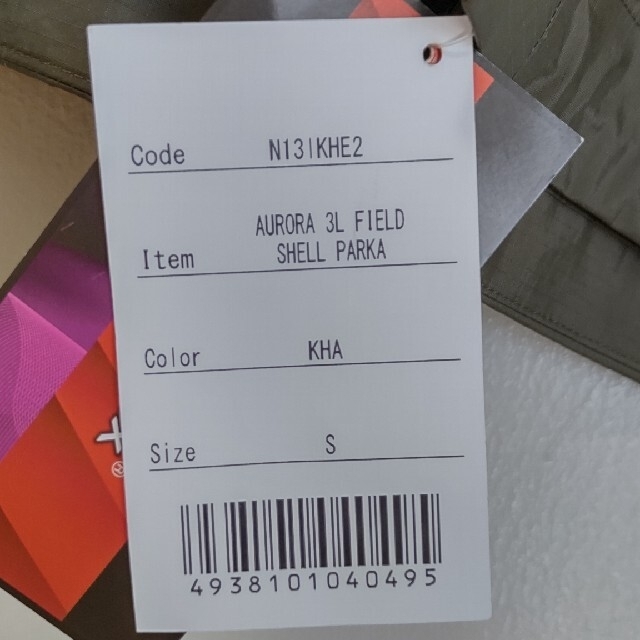 Code N13IKHE2
Item AURORA 3L FIELD
SHELL PARKA
Color KHA
Size S
4938101040495